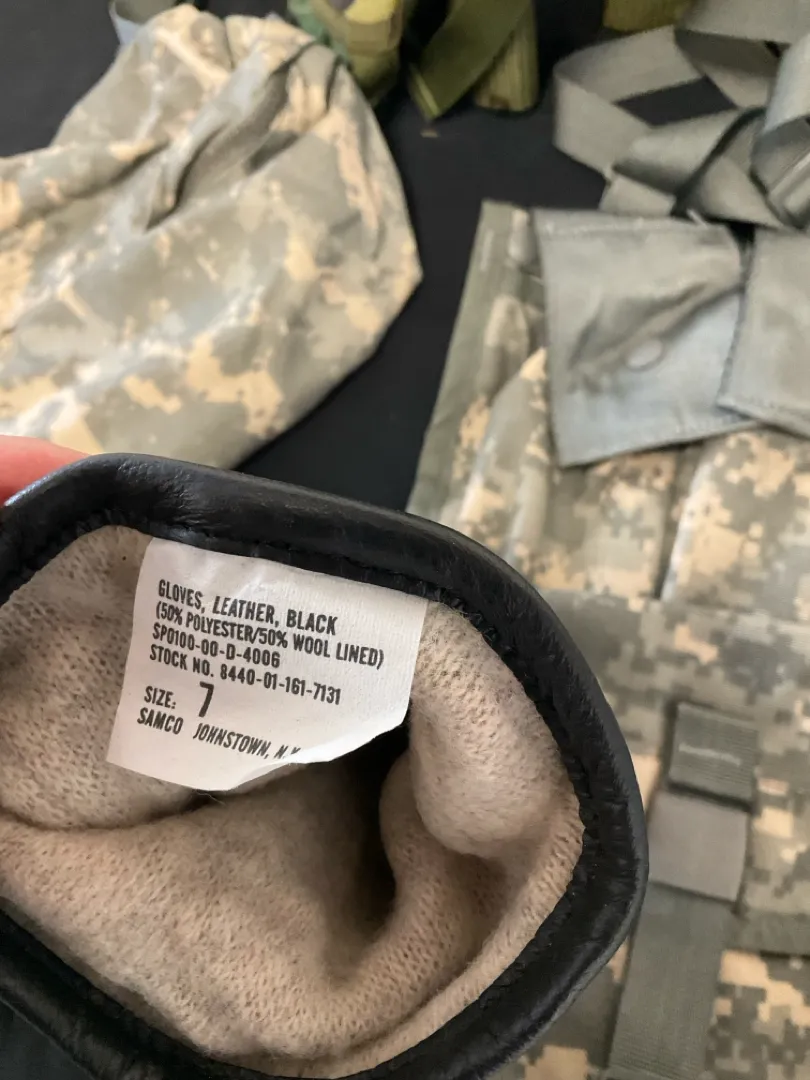 GLOVES, LEATHER, BLACK
(50% POLYESTER/50% WOOL LINED)
SPO100-00-D-4006
STOCK NO. 8440-01-161-7131
SIZE: 7
SAMCO JOHNSTOWN, N.Y.